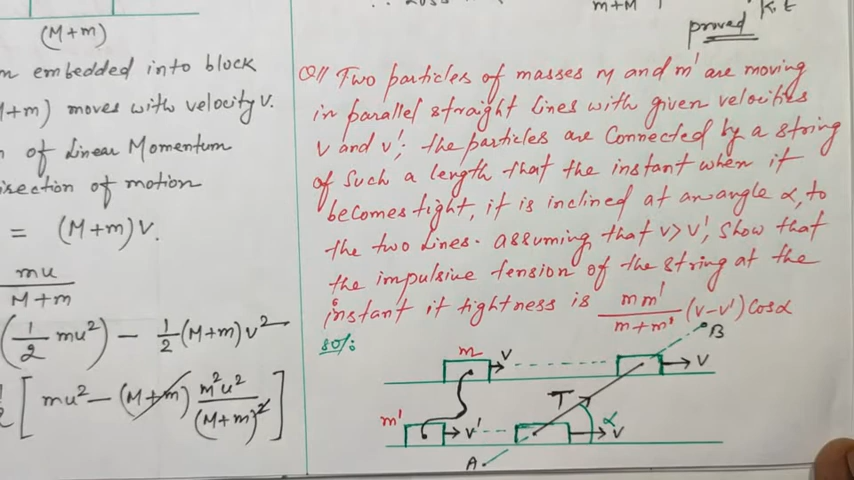 (M+m)
m+M
proved
K.E
m embedded into block
M+m) moves with velocity v.
n of Linear Momentum
irection of motion
= (M+m)V.
mu
M+m
(1/2 mu²) - 1/2 (M+m)v²
[mu² - (M+m) m²u²/(M+m)²]
Q// Two particles of masses m and m' are moving
in parallel straight lines with given velocities
v and v'; the particles are connected by a string
of such a length that the instant when it
becomes tight, it is inclined at an angle α, to
the two lines. assuming that v>v', show that
the impulsive tension of the string at the
instant it tightness is mm'/m+m' (v-v') cosα
Sol:
m
V
B
V
m'
V'
T
α
V
A